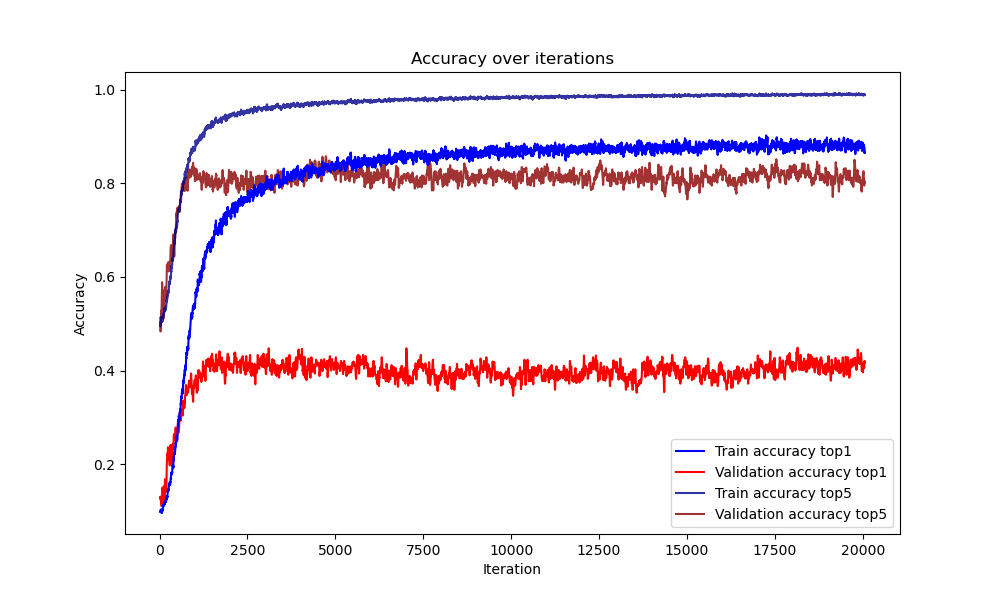 Accuracy over iterations
1.0
0.8
0.6
0.4
0.2
Accuracy
0
2500
5000
7500
10000
12500
15000
17500
20000
Iteration
Train accuracy top1
Validation accuracy top1
Train accuracy top5
Validation accuracy top5